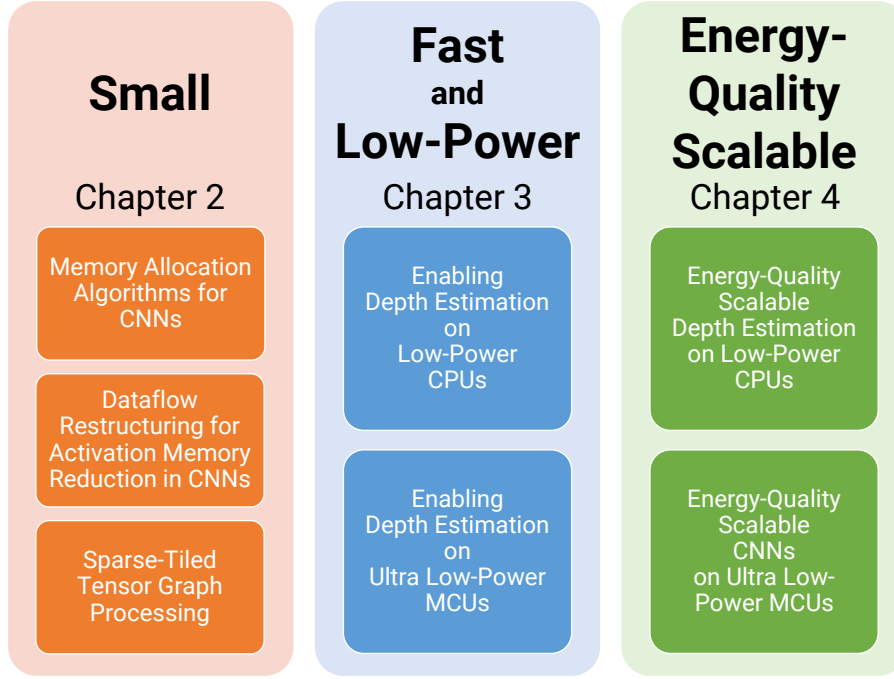 Small
Chapter 2
Memory Allocation
Algorithms for
CNNs
Dataflow
Restructuring for
Activation Memory
Reduction in CNNs
Sparse-Tiled
Tensor Graph
Processing
Fast
and
Low-Power
Chapter 3
Enabling
Depth Estimation
on
Low-Power
CPUs
Enabling
Depth Estimation
on
Ultra Low-Power
MCUs
Energy-
Quality
Scalable
Chapter 4
Energy-Quality
Scalable
Depth Estimation
on Low-Power
CPUs
Energy-Quality
Scalable
CNNs
on Ultra Low-
Power MCUs